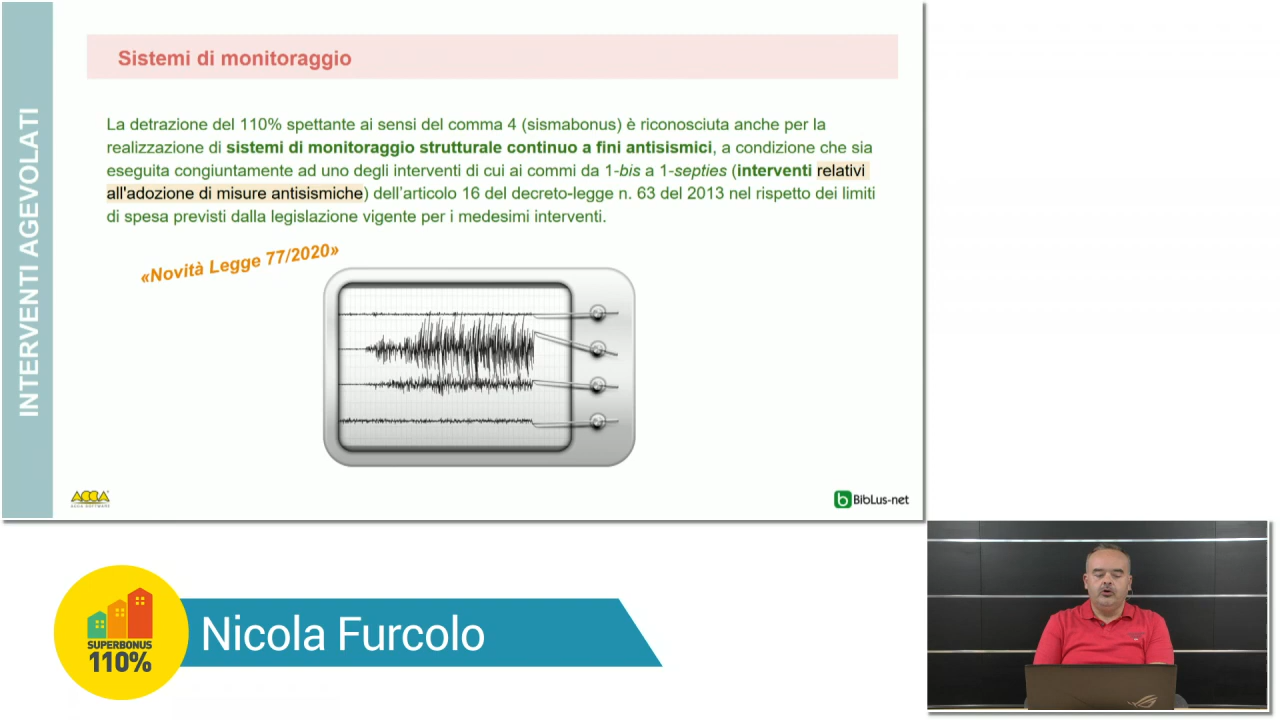 INTERVENTI AGEVOLATI
Sistemi di monitoraggio
La detrazione del 110% spettante ai sensi del comma 4 (sismabonus) è riconosciuta anche per la
realizzazione di sistemi di monitoraggio strutturale continuo a fini antisismici, a condizione che sia
eseguita congiuntamente ad uno degli interventi di cui ai commi da 1-bis a 1-septies (interventi relativi
all'adozione di misure antisismiche) dell'articolo 16 del decreto-legge n. 63 del 2013 nel rispetto dei limiti
di spesa previsti dalla legislazione vigente per i medesimi interventi.
«Novità Legge 77/2020»
ACCA
ACCA SOFTWARE
b BibLus-net
SUPERBONUS
110%
Nicola Furcolo